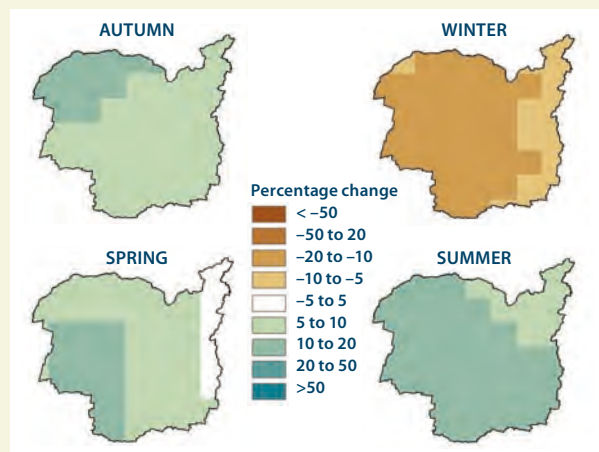 AUTUMN
WINTER
Percentage change
< –50
–50 to 20
–20 to –10
–10 to –5
–5 to 5
5 to 10
10 to 20
20 to 50
>50
SPRING
SUMMER